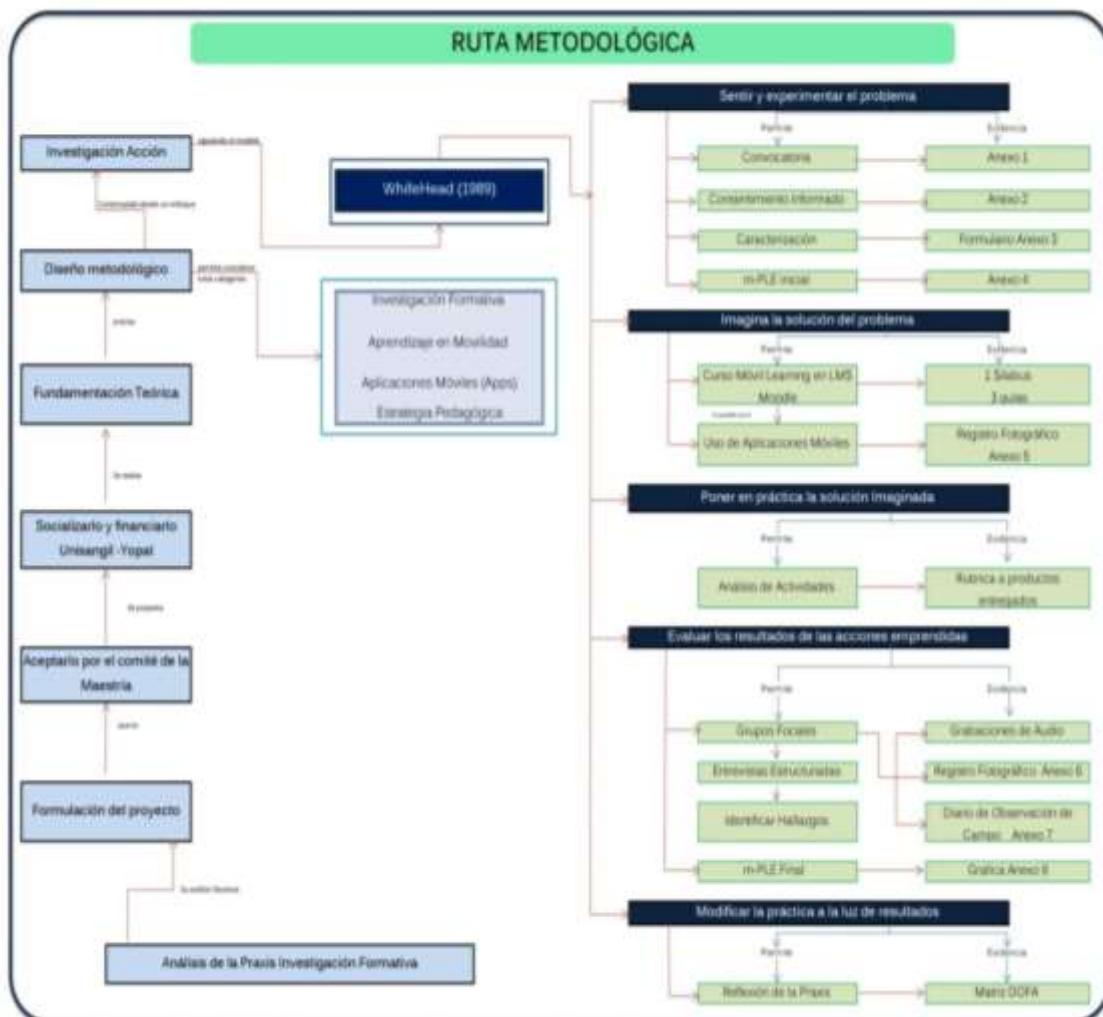 RUTA METODOLÓGICA
Investigación Acción
Diseño metodológico
Fundamentación Teórica
Socializarlo y financiarlo
Unisangil -Yopal
Aceptarlo por el comité de la
Maestría
Formulación del proyecto
Análisis de la Praxis Investigación Formativa
WhiteHead (1989)
Investigación Formativa
Aprendizaje en Movilidad
Aplicaciones Móviles (Apps)
Estrategia Pedagógica
Sentir y experimentar el problema
Permite
Evidencia
Convocatoria
Anexo 1
Consentimiento Informado
Anexo 2
Caracterización
Formulario Anexo 3
m-PLE inicial
Anexo 4
Imagina la solución del problema
Permite
Evidencia
Curso Móvil Learning en LMS
Moodle
1 Silabus
3 aulas
Uso de Aplicaciones Móviles
Registro Fotográfico
Anexo 5
Poner en práctica la solución Imaginada
Permite
Evidencia
Análisis de Actividades
Rubrica a productos
entregados
Evaluar los resultados de las acciones emprendidas
Permite
Evidencia
Grupos Focales
Grabaciones de Audio
Entrevistas Estructuradas
Registro Fotográfico Anexo 6
Identificar Hallazgos
Diario de Observación de
Campo Anexo 7
m-PLE Final
Modificar la práctica a la luz de resultados
Permite
Evidencia
Reflexión de la Praxis
Matriz DOFA